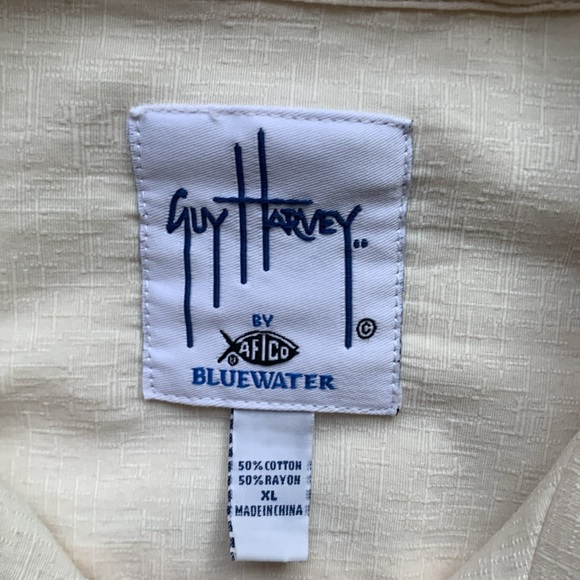 GUY HARVEY
BY
AFTCO
©
BLUEWATER
50% COTTON
50% RAYON
XL
MADE IN CHINA